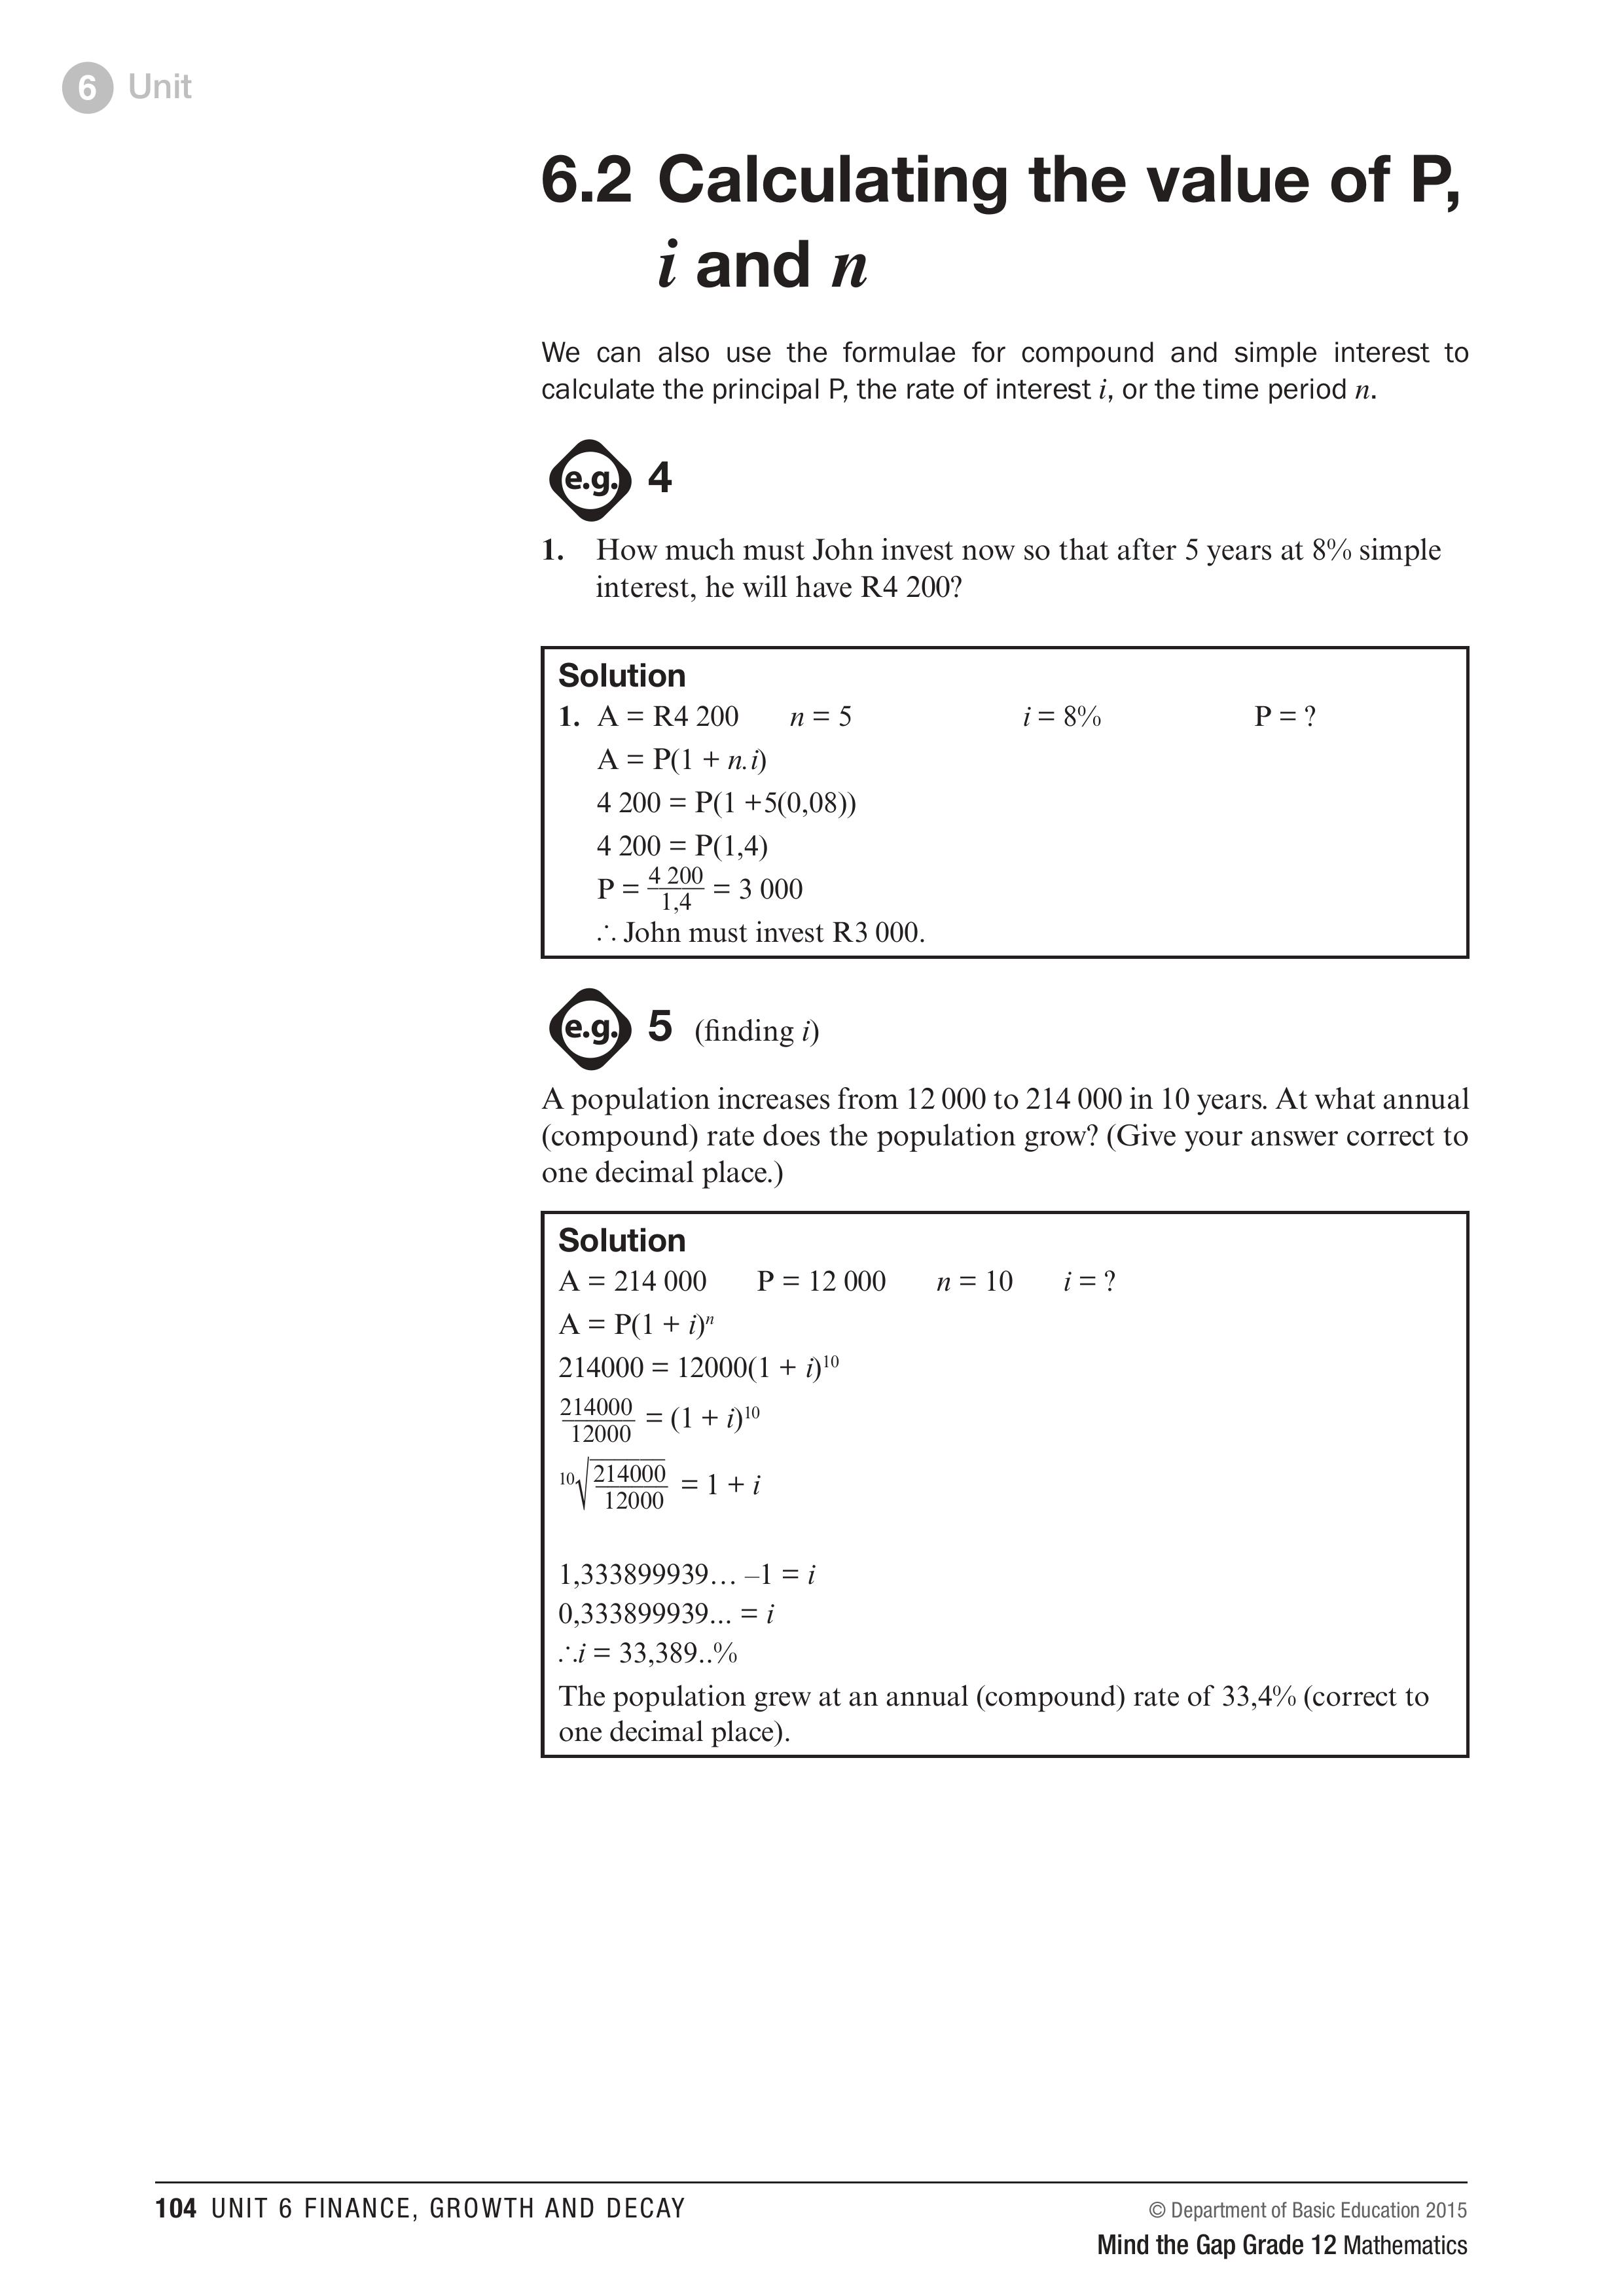 6 Unit
6.2 Calculating the value of P,
i and n
We can also use the formulae for compound and simple interest to
calculate the principal P, the rate of interest i, or the time period n.
e.g. 4
1. How much must John invest now so that after 5 years at 8% simple
interest, he will have R4 200?
Solution
1. A = R4 200 n = 5 i = 8% P = ?
A = P(1 + n.i)
4 200 = P(1 +5(0,08))
4 200 = P(1,4)
P = 4 200/1,4 = 3 000
∴ John must invest R3 000.
e.g. 5 (finding i)
A population increases from 12 000 to 214 000 in 10 years. At what annual
(compound) rate does the population grow? (Give your answer correct to
one decimal place.)
Solution
A = 214 000 P = 12 000 n = 10 i = ?
A = P(1 + i)ⁿ
214000 = 12000(1 + i)¹⁰
214000/12000 = (1 + i)¹⁰
¹⁰√(214000/12000) = 1 + i
1,333899939… –1 = i
0,333899939... = i
∴i = 33,389..%
The population grew at an annual (compound) rate of 33,4% (correct to
one decimal place).
104 UNIT 6 FINANCE, GROWTH AND DECAY
© Department of Basic Education 2015
Mind the Gap Grade 12 Mathematics